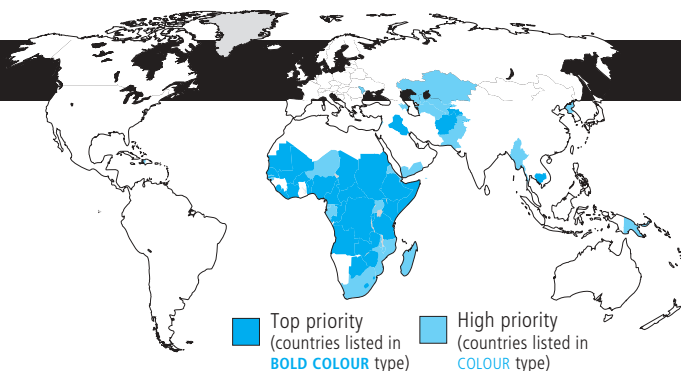 Top priority
(countries listed in
BOLD COLOUR type)
High priority
(countries listed in
COLOUR type)